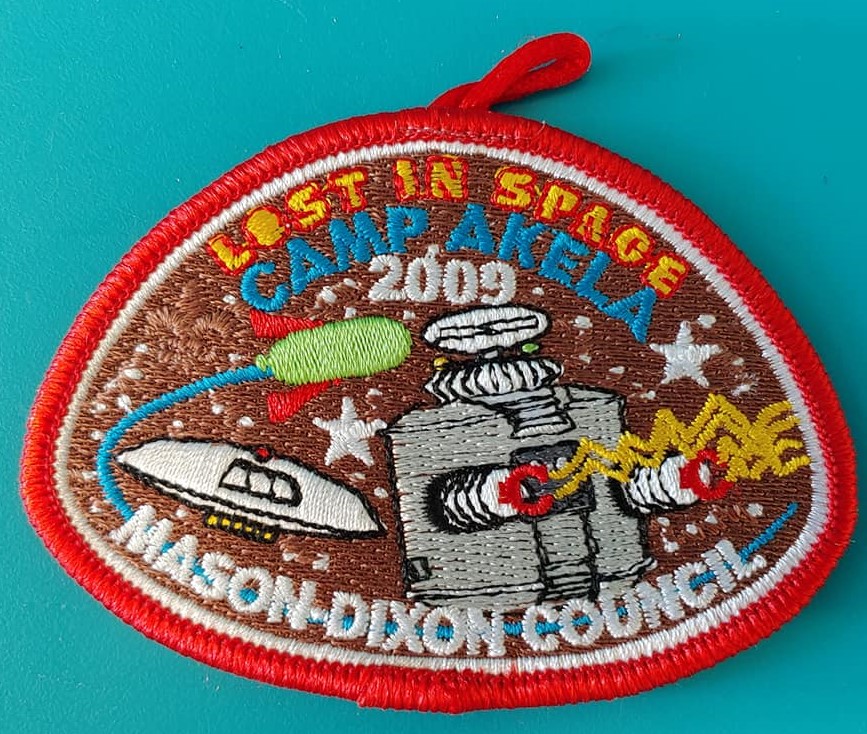 LOST IN SPACE
CAMP AKELA
2009
MASON-DIXON COUNCIL